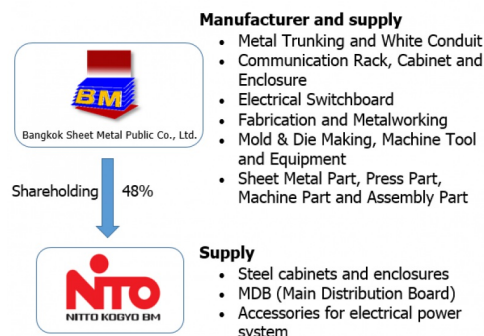 Manufacturer and supply
• Metal Trunking and White Conduit
• Communication Rack, Cabinet and
Enclosure
• Electrical Switchboard
• Fabrication and Metalworking
• Mold & Die Making, Machine Tool
and Equipment
• Sheet Metal Part, Press Part,
Machine Part and Assembly Part
BM
Bangkok Sheet Metal Public Co., Ltd.
Shareholding 48%
NITO
NITTO KOGYO BM
Supply
• Steel cabinets and enclosures
• MDB (Main Distribution Board)
• Accessories for electrical power
system